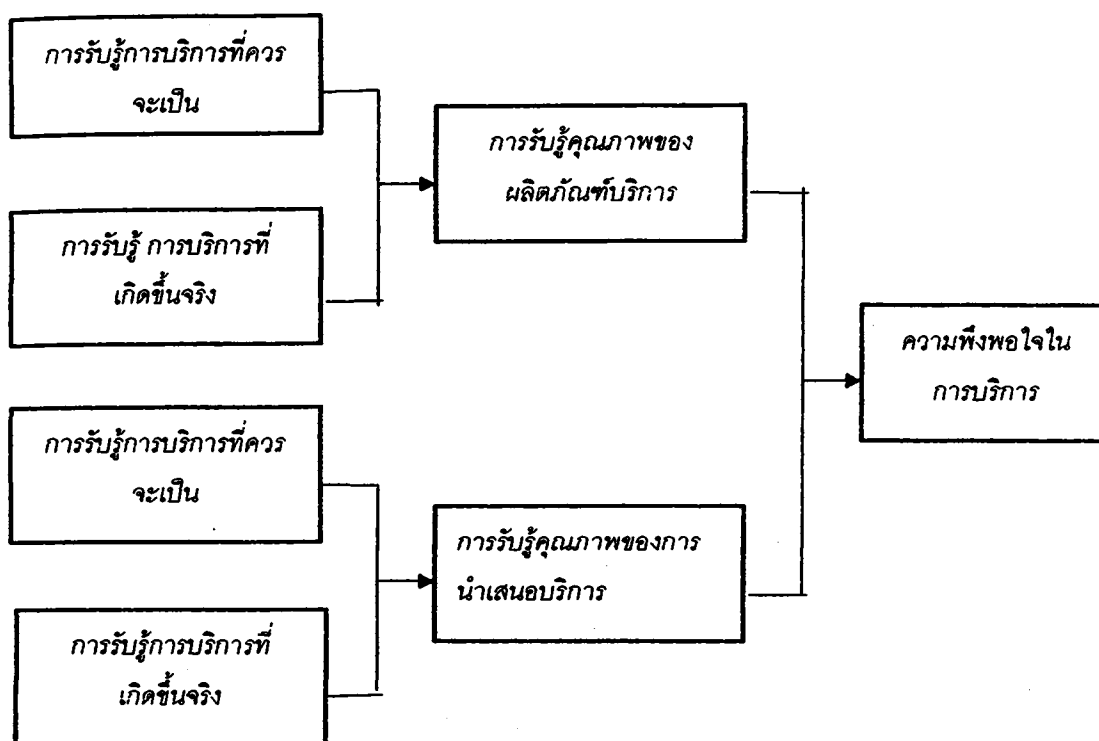 การรับรู้การบริการที่ควร
จะเป็น
การรับรู้ การบริการที่
เกิดขึ้นจริง
การรับรู้คุณภาพของ
ผลิตภัณฑ์บริการ
การรับรู้การบริการที่ควร
จะเป็น
การรับรู้การบริการที่
เกิดขึ้นจริง
การรับรู้คุณภาพของการ
นำเสนอบริการ
ความพึงพอใจใน
การบริการ